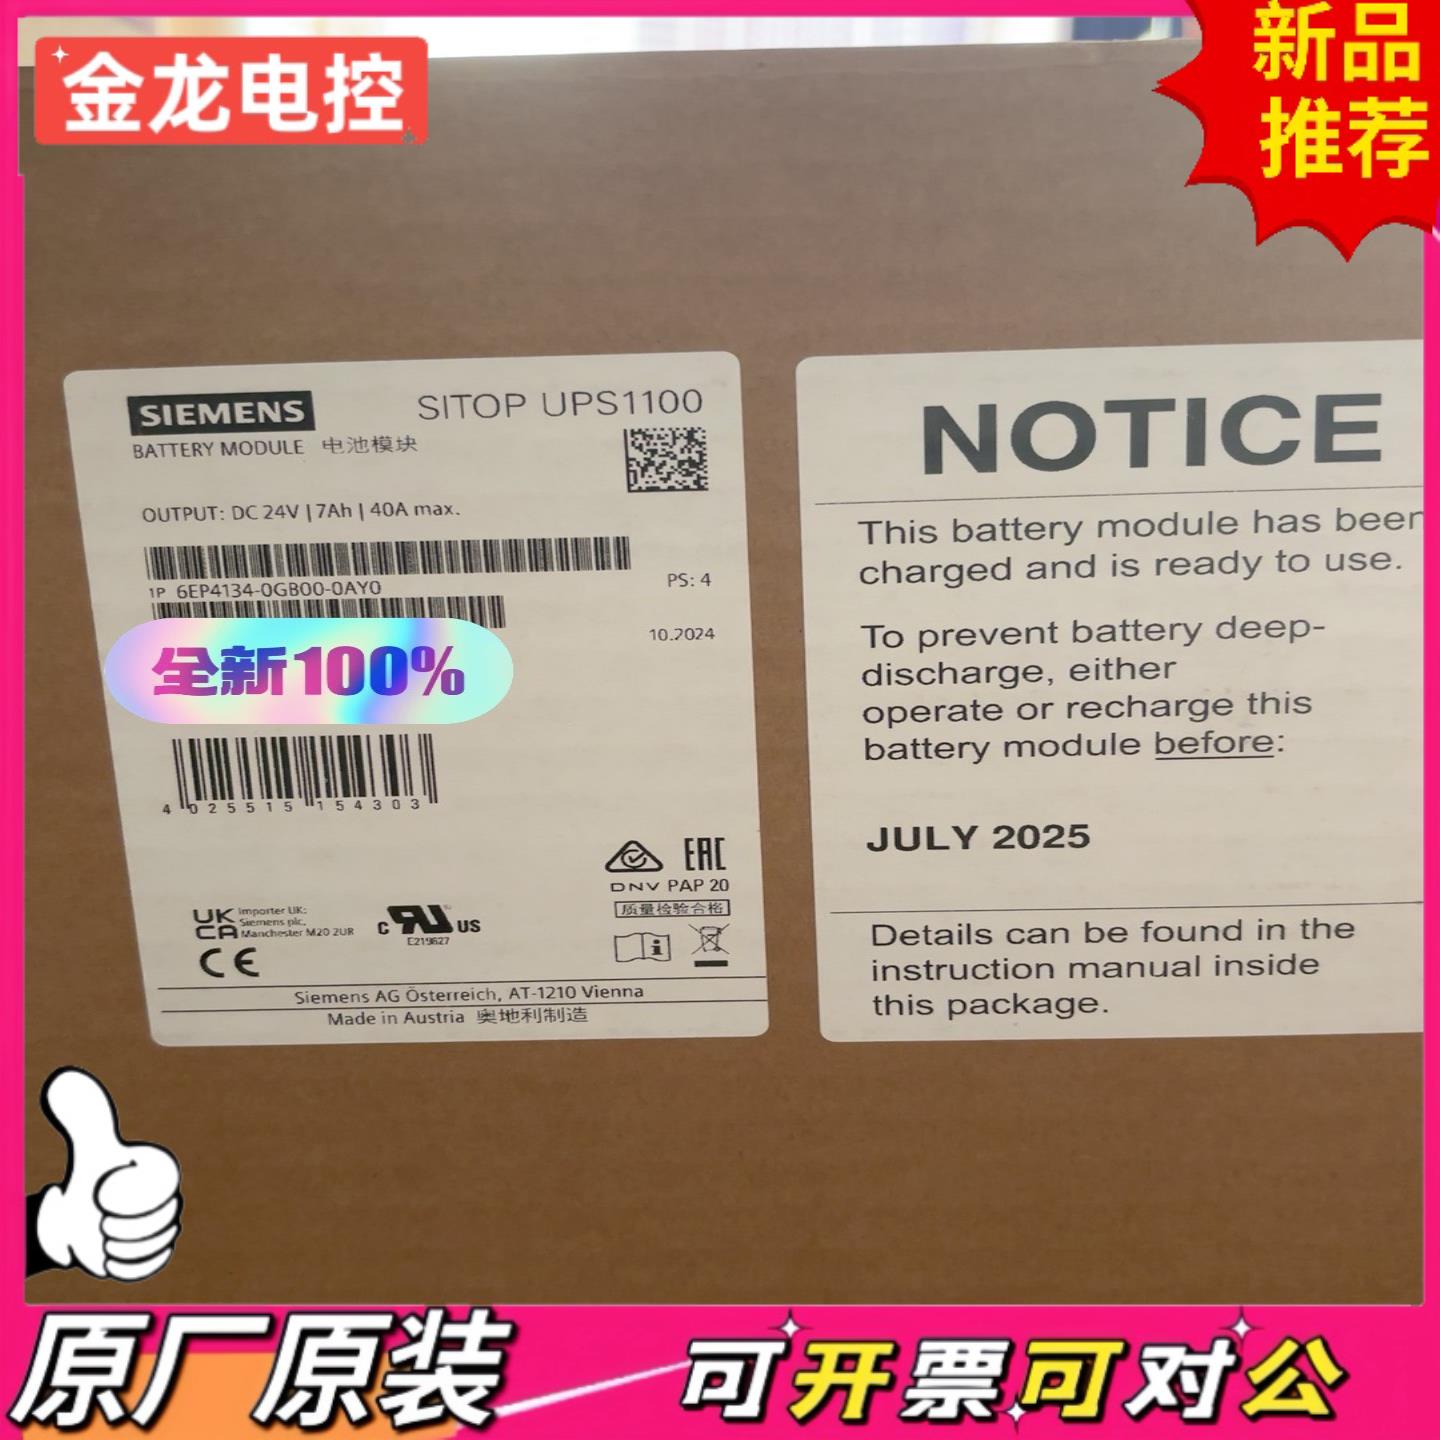 金龙电控
新品
推荐
SIEMENS
SITOP UPS1100
BATTERY MODULE 电池模块
OUTPUT: DC 24V | 7Ah | 40A max.
1P 6EP4134-0GB00-0AY0
PS: 4
10.2024
全新100%
4 025515 154303
EAC
DNV PAP 20
质量检验合格
UK
CA
Importer UK:
Siemens plc,
Manchester M20 2UR
C RU US
E219627
CE
Siemens AG Österreich, AT-1210 Vienna
Made in Austria 奥地利制造
NOTICE
This battery module has been
charged and is ready to use.
To prevent battery deep-
discharge, either
operate or recharge this
battery module before:
JULY 2025
Details can be found in the
instruction manual inside
this package.
原厂原装
可开票可对公